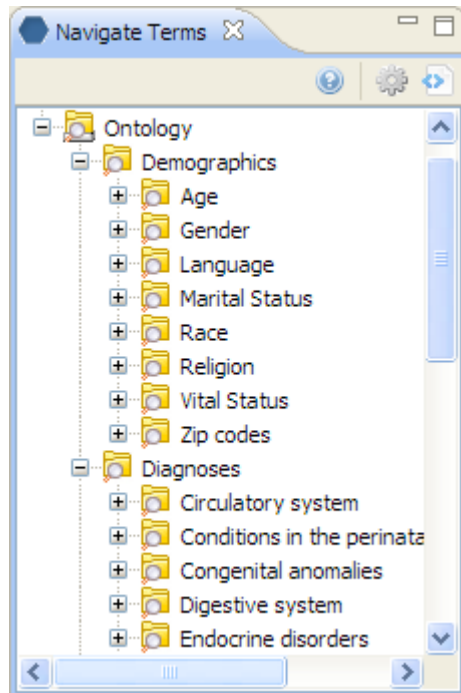 Navigate Terms
Ontology
Demographics
Age
Gender
Language
Marital Status
Race
Religion
Vital Status
Zip codes
Diagnoses
Circulatory system
Conditions in the perinata
Congenital anomalies
Digestive system
Endocrine disorders